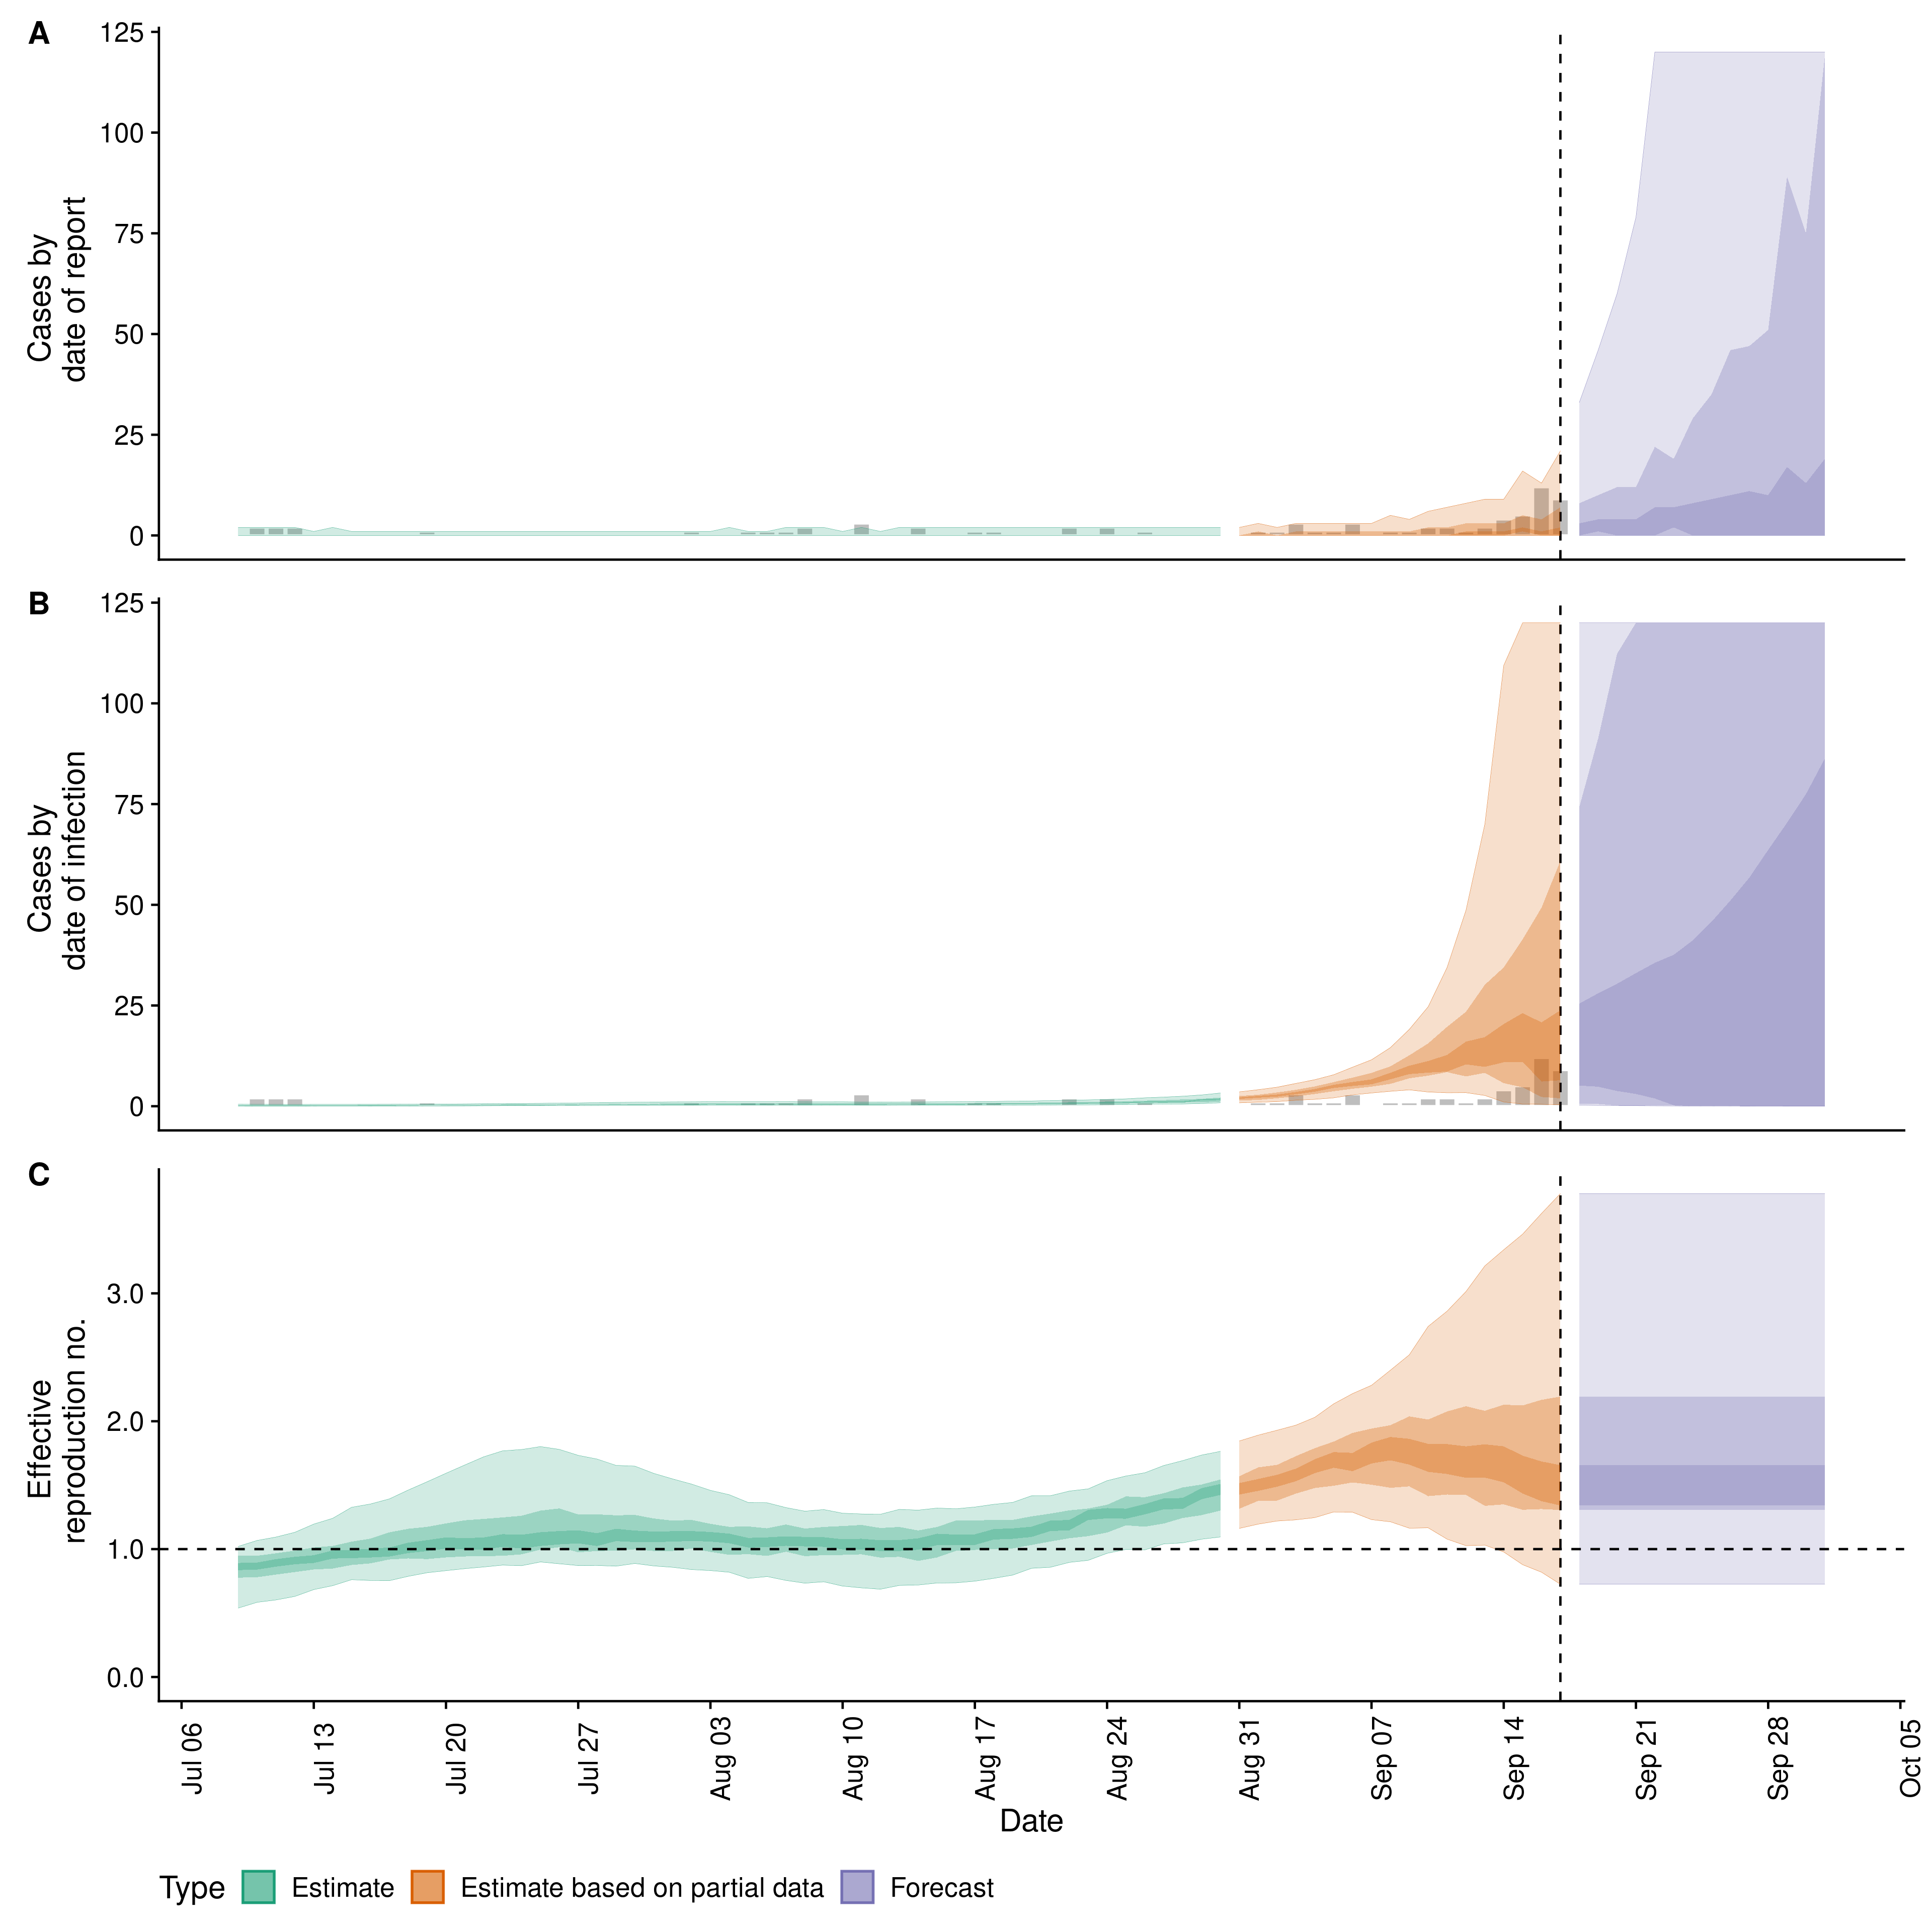 A
125
100
75
50
25
0
Cases by
date of report
B
125
100
75
50
25
0
Cases by
date of infection
C
3.0
2.0
1.0
0.0
Effective
reproduction no.
Jul 06
Jul 13
Jul 20
Jul 27
Aug 03
Aug 10
Aug 17
Aug 24
Aug 31
Sep 07
Sep 14
Sep 21
Sep 28
Oct 05
Date
Type Estimate Estimate based on partial data Forecast